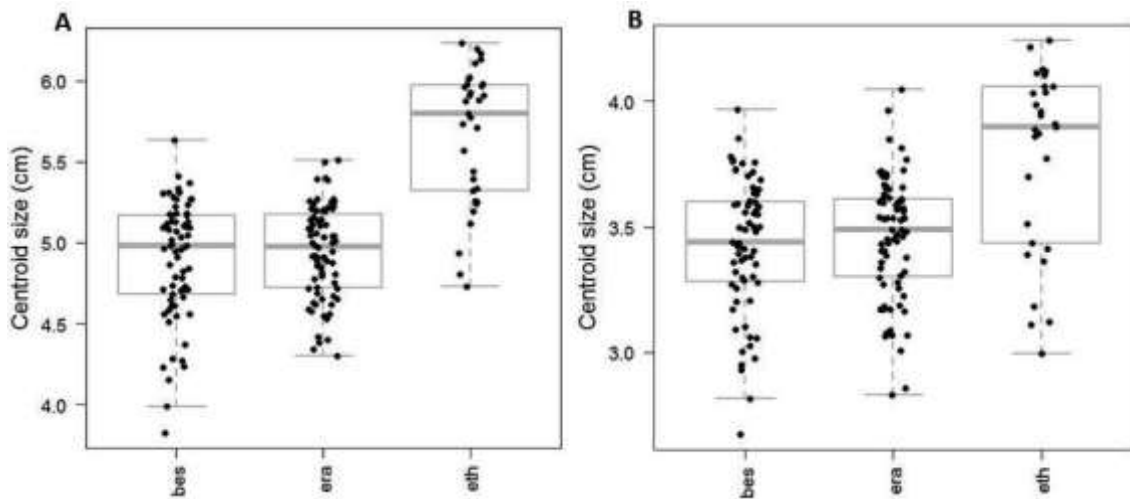 A
Centroid size (cm)
6.0
5.5
5.0
4.5
4.0
bes
era
eth
B
Centroid size (cm)
4.0
3.5
3.0
bes
era
eth